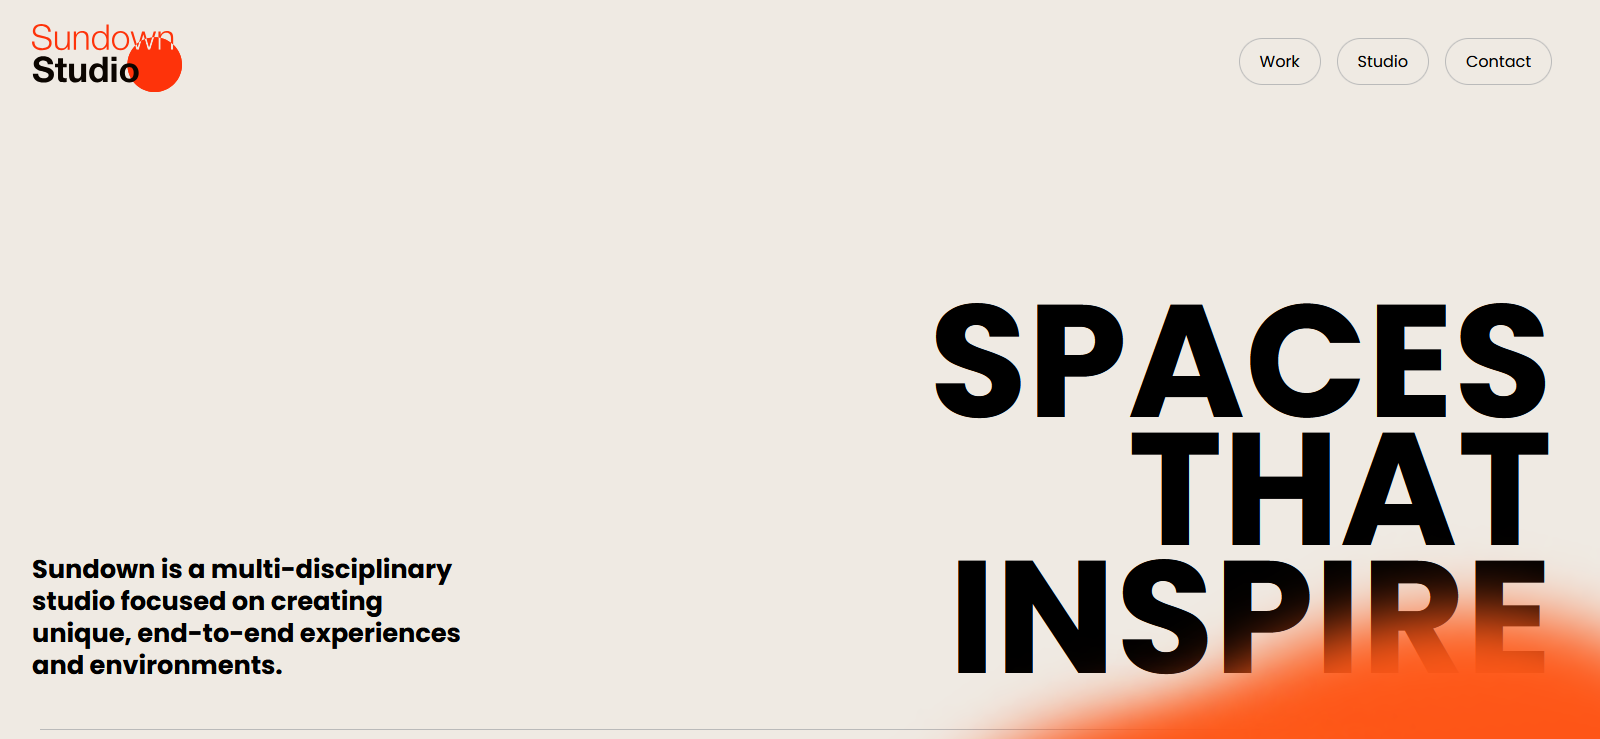 Sundown
Studio
Work
Studio
Contact
SPACES
THAT
INSPIRE
Sundown is a multi-disciplinary
studio focused on creating
unique, end-to-end experiences
and environments.